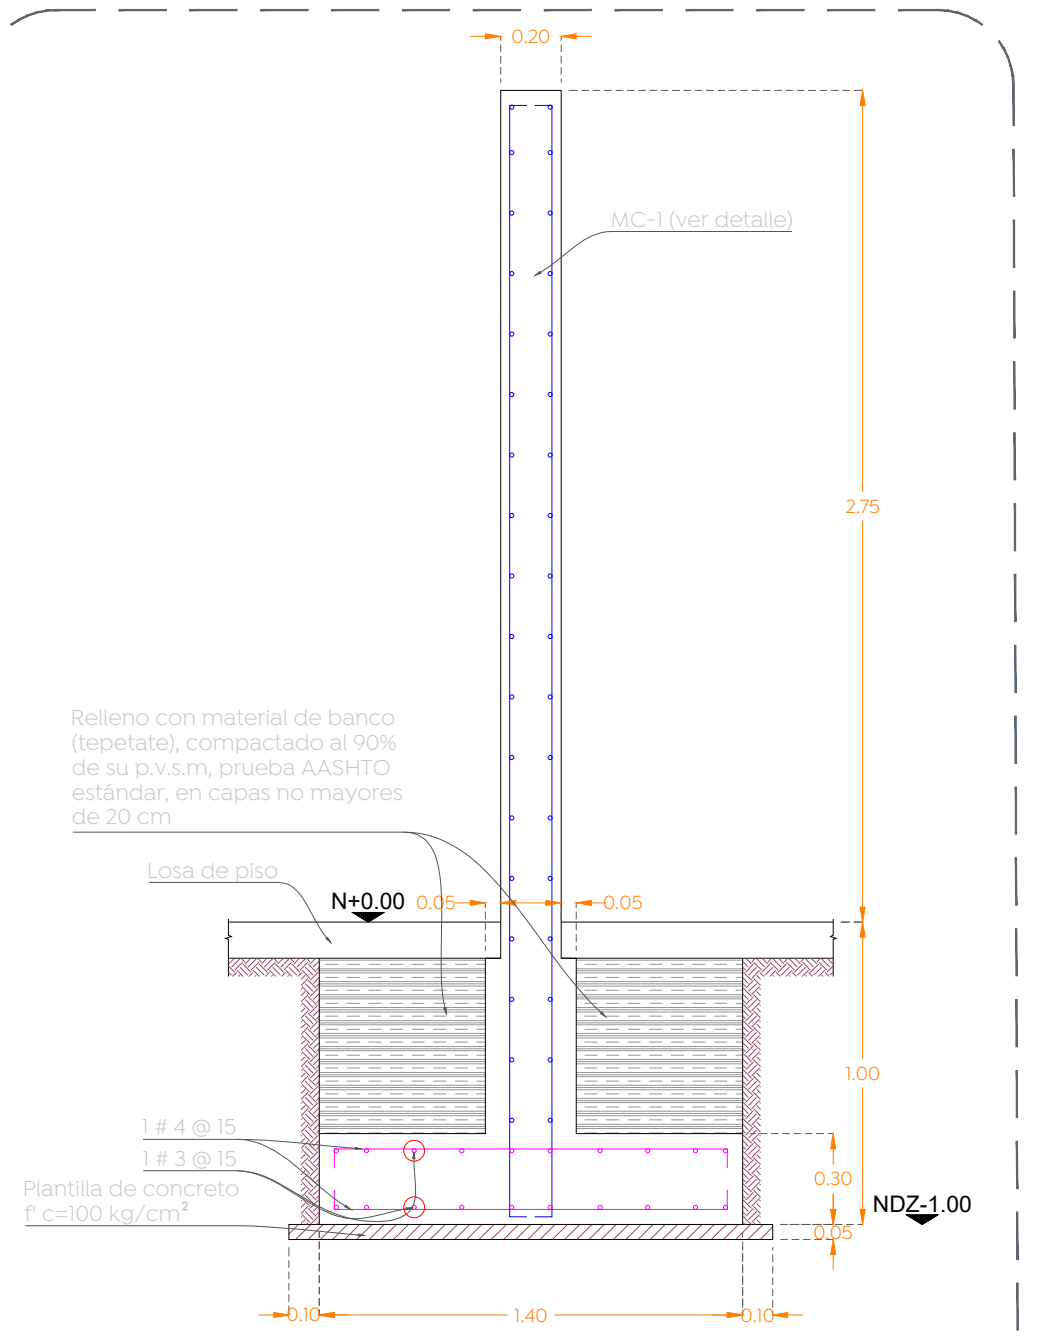 0.20
MC-1 (ver detalle)
2.75
Relleno con material de banco
(tepetate), compactado al 90%
de su p.v.s.m, prueba AASHTO
estándar, en capas no mayores
de 20 cm
Losa de piso
N+0.00
0.05
0.05
1.00
1 # 4 @ 15
1 # 3 @ 15
Plantilla de concreto
f' c=100 kg/cm²
0.30
NDZ-1.00
0.05
0.10
1.40
0.10